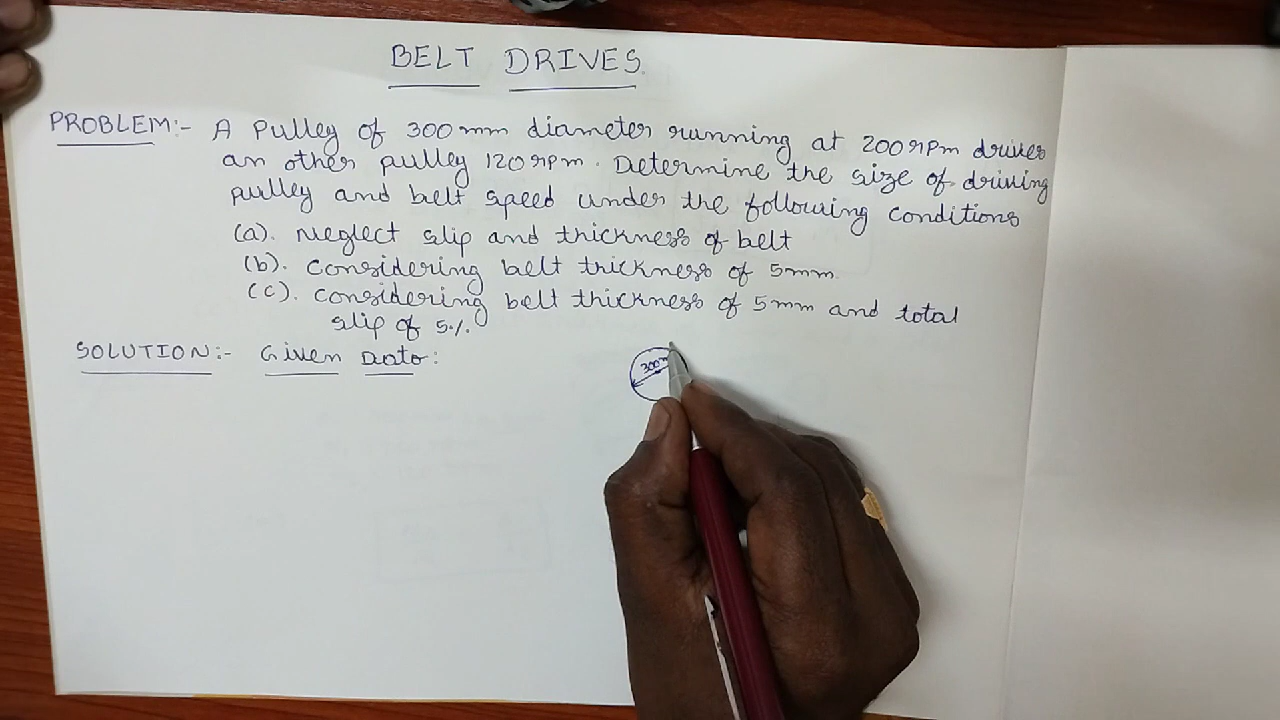 BELT DRIVES
PROBLEM:- A pulley of 300mm diameter running at 200rpm drives
an other pulley 120rpm. Determine the size of driving
pulley and belt speed under the following conditions
(a). Neglect slip and thickness of belt
(b). Considering belt thickness of 5mm.
(c). Considering belt thickness of 5mm and total
slip of 5%
SOLUTION:- Given Data:
300